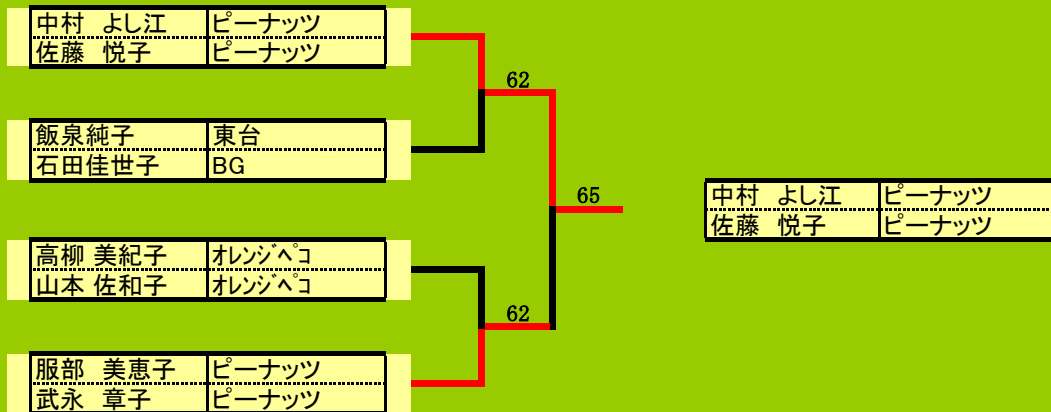 中村　よし江 ピーナッツ
佐藤　悦子 ピーナッツ
62
飯泉純子 東台
石田佳世子 BG
65
中村　よし江 ピーナッツ
佐藤　悦子 ピーナッツ
高柳 美紀子 ｵﾚﾝｼﾞﾍﾟｺ
山本 佐和子 ｵﾚﾝｼﾞﾍﾟｺ
62
服部　美恵子 ピーナッツ
武永　章子 ピーナッツ